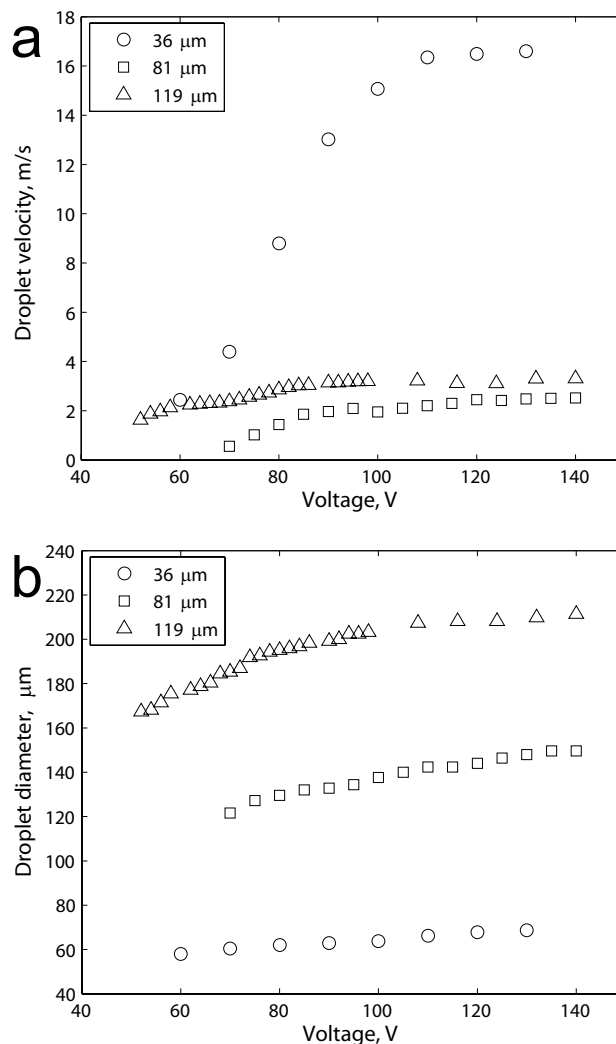 a
36 μm
81 μm
119 μm
18
16
14
12
10
8
6
4
2
0
Droplet velocity, m/s
40 60 80 100 120 140
Voltage, V
b
36 μm
81 μm
119 μm
240
220
200
180
160
140
120
100
80
60
40
Droplet diameter, μm
40 60 80 100 120 140
Voltage, V